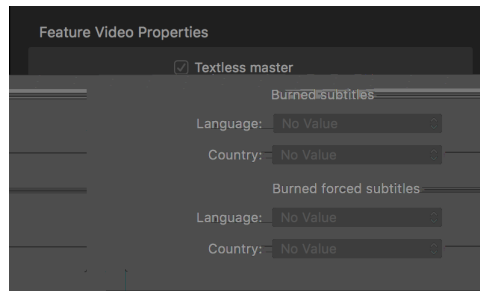 Feature Video Properties
Textless master
Burned subtitles
Language: No Value
Country: No Value
Burned forced subtitles
Language: No Value
Country: No Value